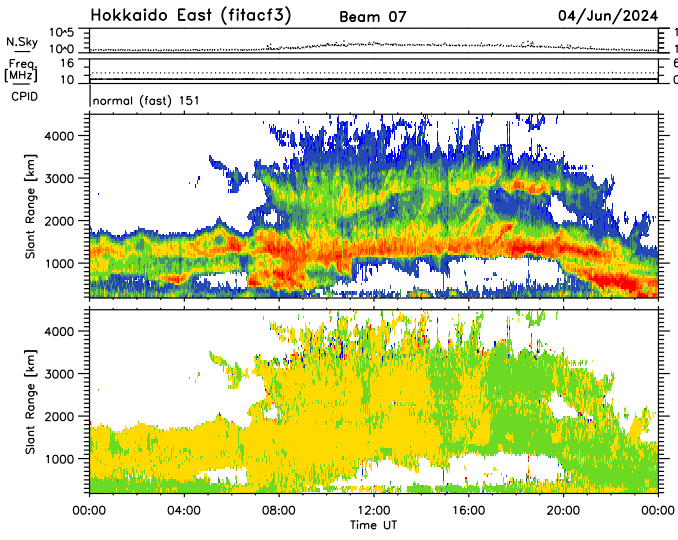 Hokkaido East (fitacf3) Beam 07 04/Jun/2024
N.Sky 10^5 10^0 1 1
Freq. [MHz] 16 10 6 0
CPID normal (fast) 151
Slant Range [km] 4000 3000 2000 1000
Slant Range [km] 4000 3000 2000 1000
00:00 04:00 08:00 12:00 16:00 20:00 00:00
Time UT